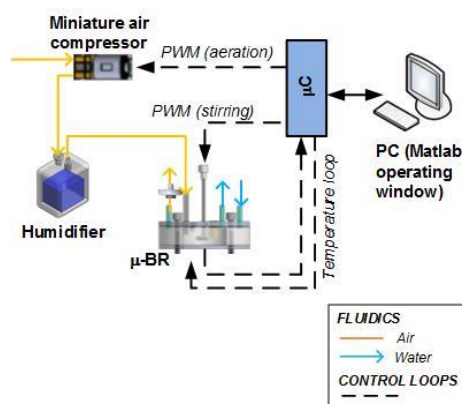 Miniature air
compressor
PWM (aeration)
μC
PWM (stirring)
PC (Matlab
operating
window)
Humidifier
μ-BR
Temperature loop
FLUIDICS
Air
Water
CONTROL LOOPS